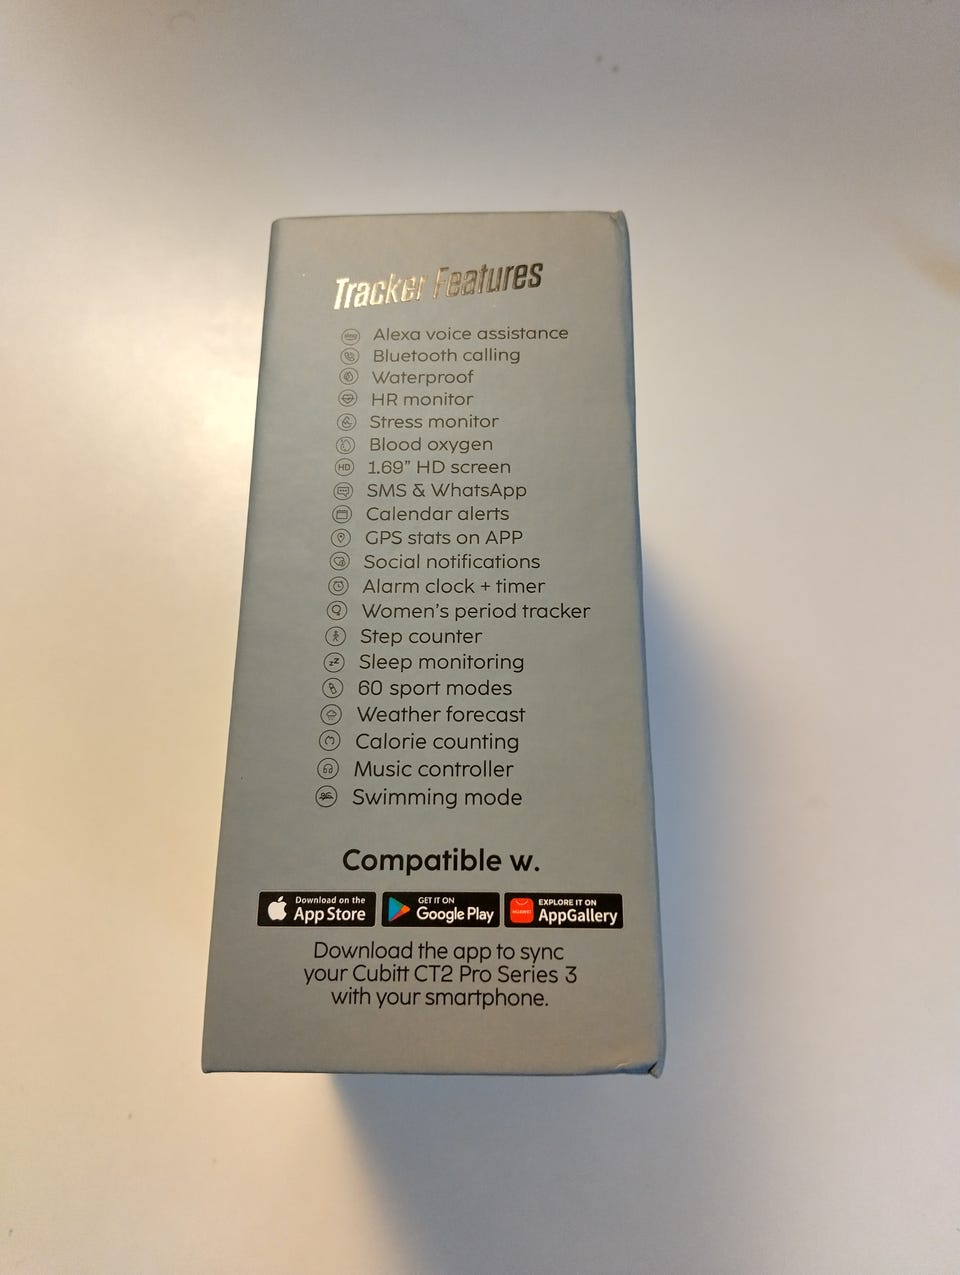 Tracker Features
alexa Alexa voice assistance
Bluetooth calling
Waterproof
HR monitor
Stress monitor
Blood oxygen
HD 1.69” HD screen
SMS & WhatsApp
Calendar alerts
GPS stats on APP
Social notifications
Alarm clock + timer
Women’s period tracker
Step counter
zZ Sleep monitoring
60 sport modes
Weather forecast
Calorie counting
Music controller
Swimming mode
Compatible w.
Download on the
App Store
GET IT ON
Google Play
HUAWEI
EXPLORE IT ON
AppGallery
Download the app to sync
your Cubitt CT2 Pro Series 3
with your smartphone.